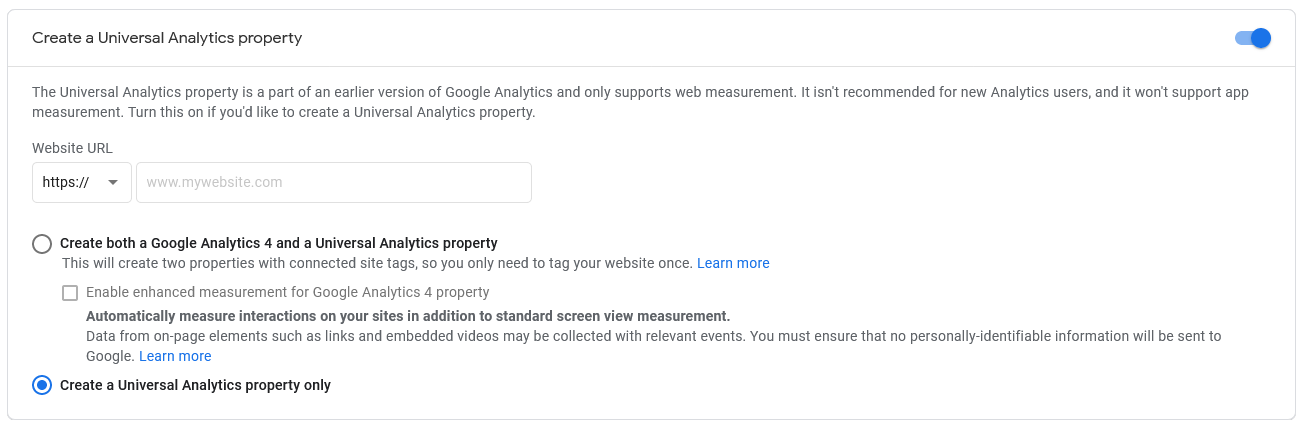 Create a Universal Analytics property
The Universal Analytics property is a part of an earlier version of Google Analytics and only supports web measurement. It isn't recommended for new Analytics users, and it won't support app
measurement. Turn this on if you'd like to create a Universal Analytics property.
Website URL
https:// www.mywebsite.com
Create both a Google Analytics 4 and a Universal Analytics property
This will create two properties with connected site tags, so you only need to tag your website once. Learn more
Enable enhanced measurement for Google Analytics 4 property
Automatically measure interactions on your sites in addition to standard screen view measurement.
Data from on-page elements such as links and embedded videos may be collected with relevant events. You must ensure that no personally-identifiable information will be sent to
Google. Learn more
Create a Universal Analytics property only